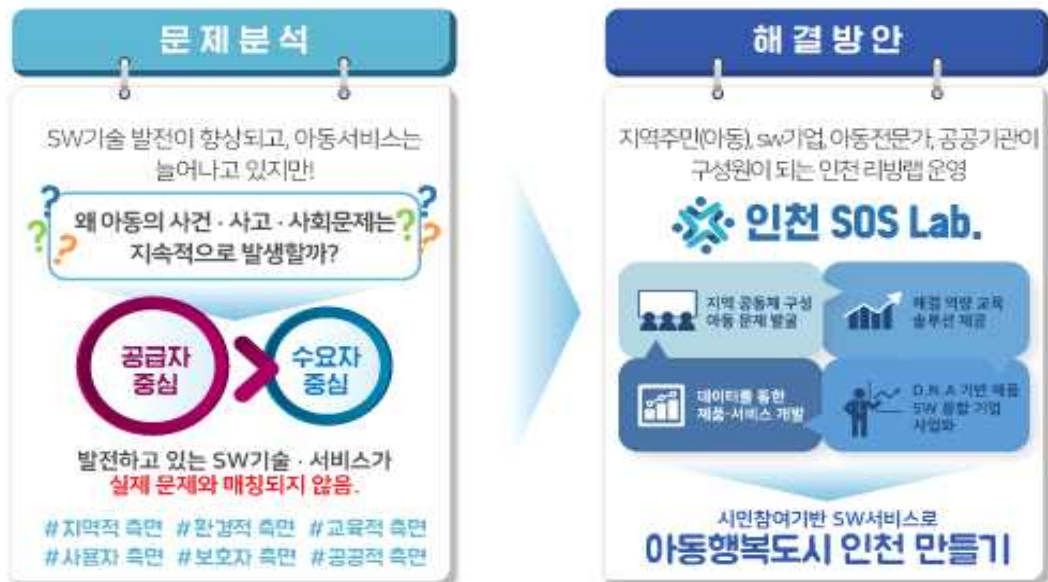 문제분석
SW기술 발전이 향상되고, 아동서비스는
늘어나고 있지만!
? ? ? 왜 아동의 사건 · 사고 · 사회문제는 ? ? ?
지속적으로 발생할까?
공급자
중심
수요자
중심
발전하고 있는 SW기술 · 서비스가
실제 문제와 매칭되지 않음.
#지역적 측면 #환경적 측면 #교육적 측면
#사용자 측면 #보호자 측면 #공공적 측면
해결방안
지역주민(아동), sw기업, 아동전문가, 공공기관이
구성원이 되는 인천 리빙랩 운영
인천 SOS Lab.
지역 공동체 구성
아동 문제 발굴
해결 역량 교육
솔루션 제공
데이터를 통한
제품·서비스 개발
D.N.A 기반 제품
SW 융합 기업
사업화
시민참여기반 SW서비스로
아동행복도시 인천 만들기